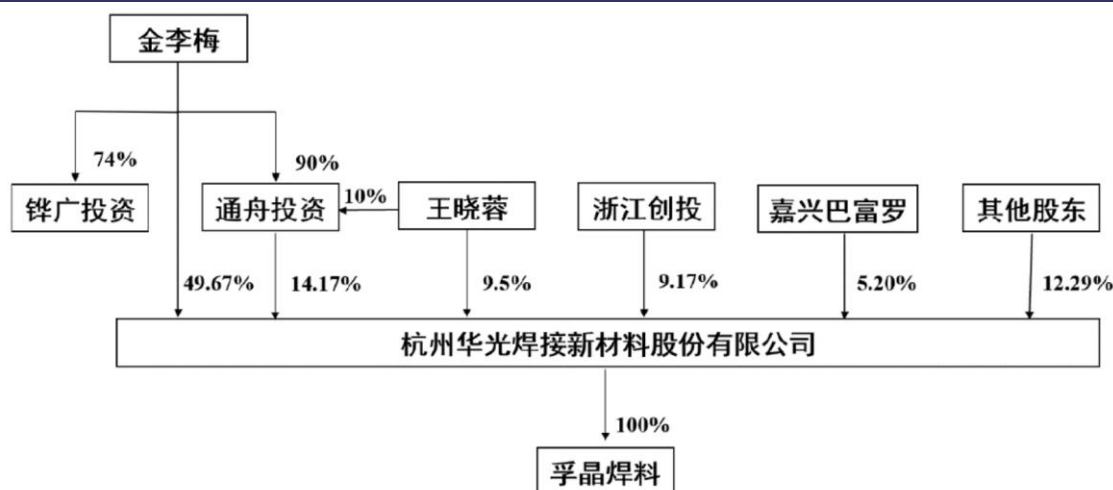 金李梅
74%
90%
铧广投资
通舟投资
10%
王晓蓉
浙江创投
嘉兴巴富罗
其他股东
49.67%
14.17%
9.5%
9.17%
5.20%
12.29%
杭州华光焊接新材料股份有限公司
100%
孚晶焊料